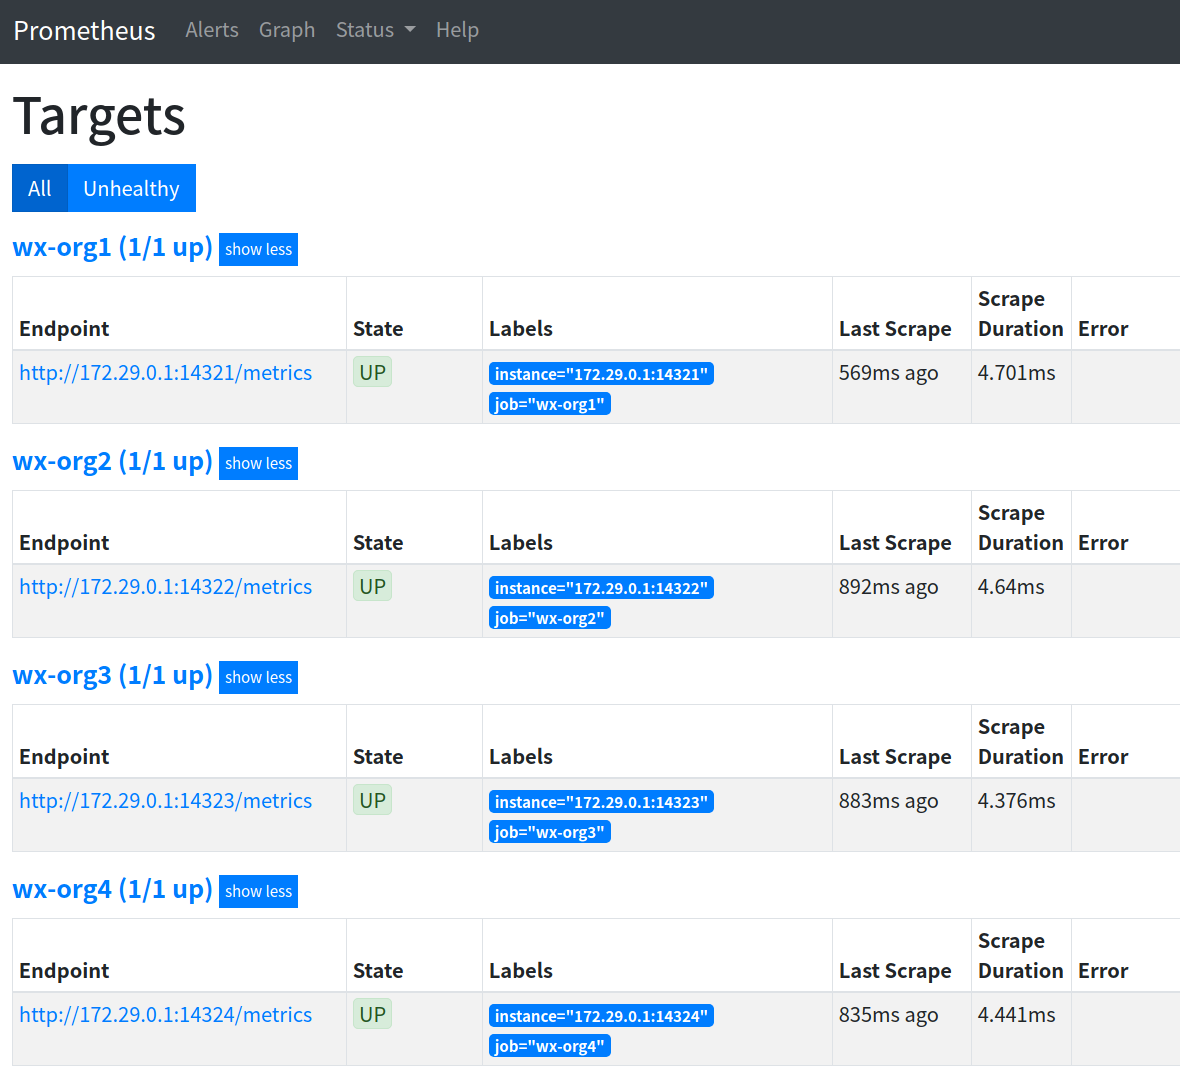 Prometheus Alerts Graph Status Help
Targets
All Unhealthy
wx-org1 (1/1 up) show less
Endpoint State Labels Last Scrape Scrape Duration Error
http://172.29.0.1:14321/metrics UP instance="172.29.0.1:14321" 569ms ago 4.701ms
job="wx-org1"
wx-org2 (1/1 up) show less
Endpoint State Labels Last Scrape Scrape Duration Error
http://172.29.0.1:14322/metrics UP instance="172.29.0.1:14322" 892ms ago 4.64ms
job="wx-org2"
wx-org3 (1/1 up) show less
Endpoint State Labels Last Scrape Scrape Duration Error
http://172.29.0.1:14323/metrics UP instance="172.29.0.1:14323" 883ms ago 4.376ms
job="wx-org3"
wx-org4 (1/1 up) show less
Endpoint State Labels Last Scrape Scrape Duration Error
http://172.29.0.1:14324/metrics UP instance="172.29.0.1:14324" 835ms ago 4.441ms
job="wx-org4"